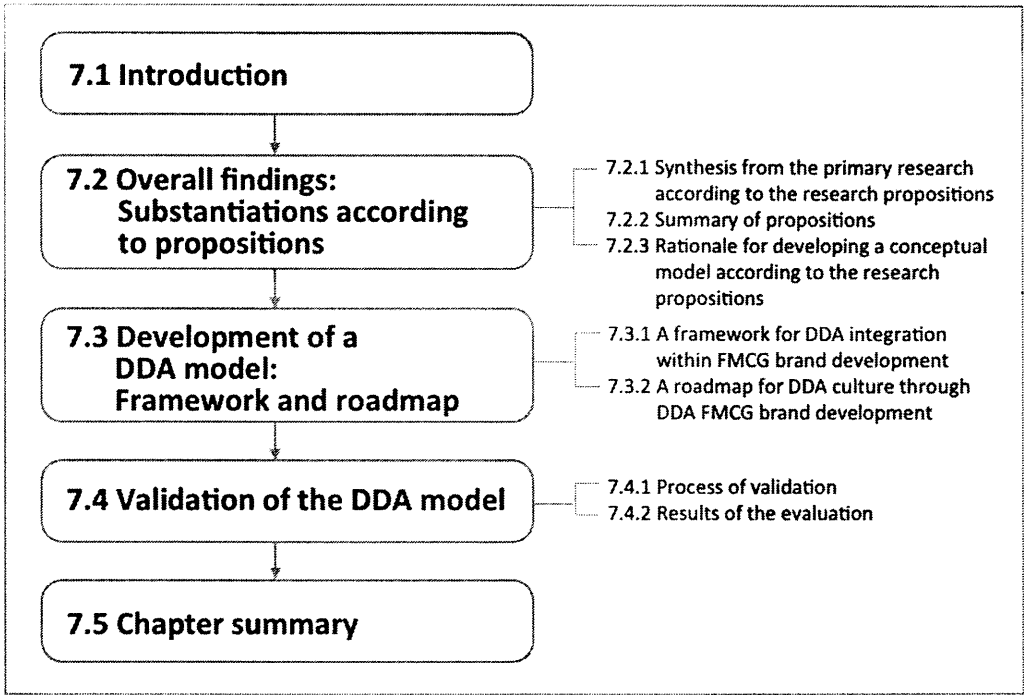 7.1 Introduction
7.2 Overall findings:
Substantiations according
to propositions
7.2.1 Synthesis from the primary research
according to the research propositions
7.2.2 Summary of propositions
7.2.3 Rationale for developing a conceptual
model according to the research
propositions
7.3 Development of a
DDA model:
Framework and roadmap
7.3.1 A framework for DDA integration
within FMCG brand development
7.3.2 A roadmap for DDA culture through
DDA FMCG brand development
7.4 Validation of the DDA model
7.4.1 Process of validation
7.4.2 Results of the evaluation
7.5 Chapter summary